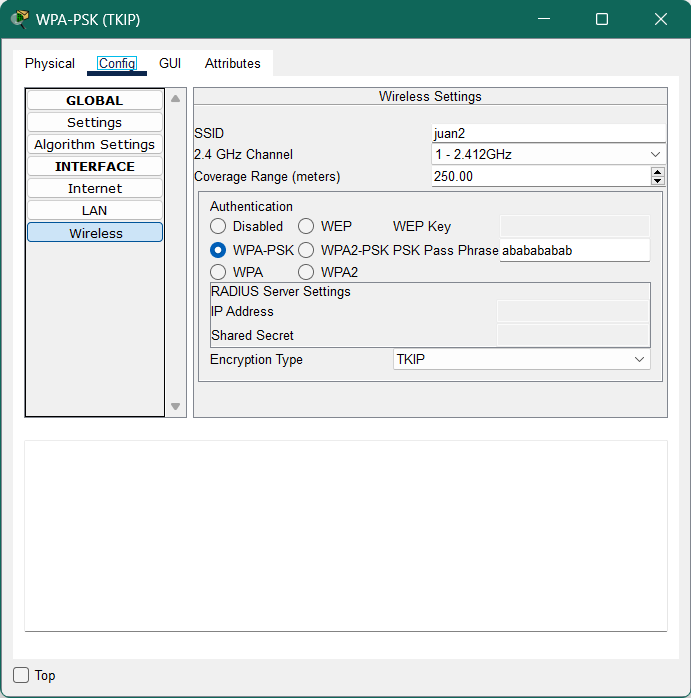 WPA-PSK (TKIP)
Physical Config GUI Attributes
GLOBAL
Settings
Algorithm Settings
INTERFACE
Internet
LAN
Wireless
Wireless Settings
SSID juan2
2.4 GHz Channel 1 - 2.412GHz
Coverage Range (meters) 250.00
Authentication
Disabled WEP WEP Key
WPA-PSK WPA2-PSK PSK Pass Phrase ababababab
WPA WPA2
RADIUS Server Settings
IP Address
Shared Secret
Encryption Type TKIP
Top